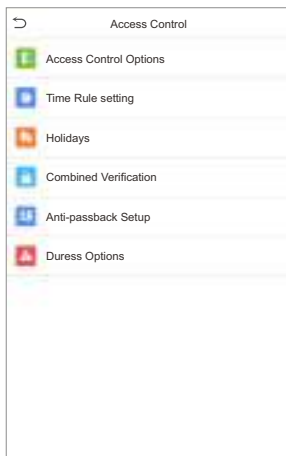 Access Control
Access Control Options
Time Rule setting
Holidays
Combined Verification
Anti-passback Setup
Duress Options